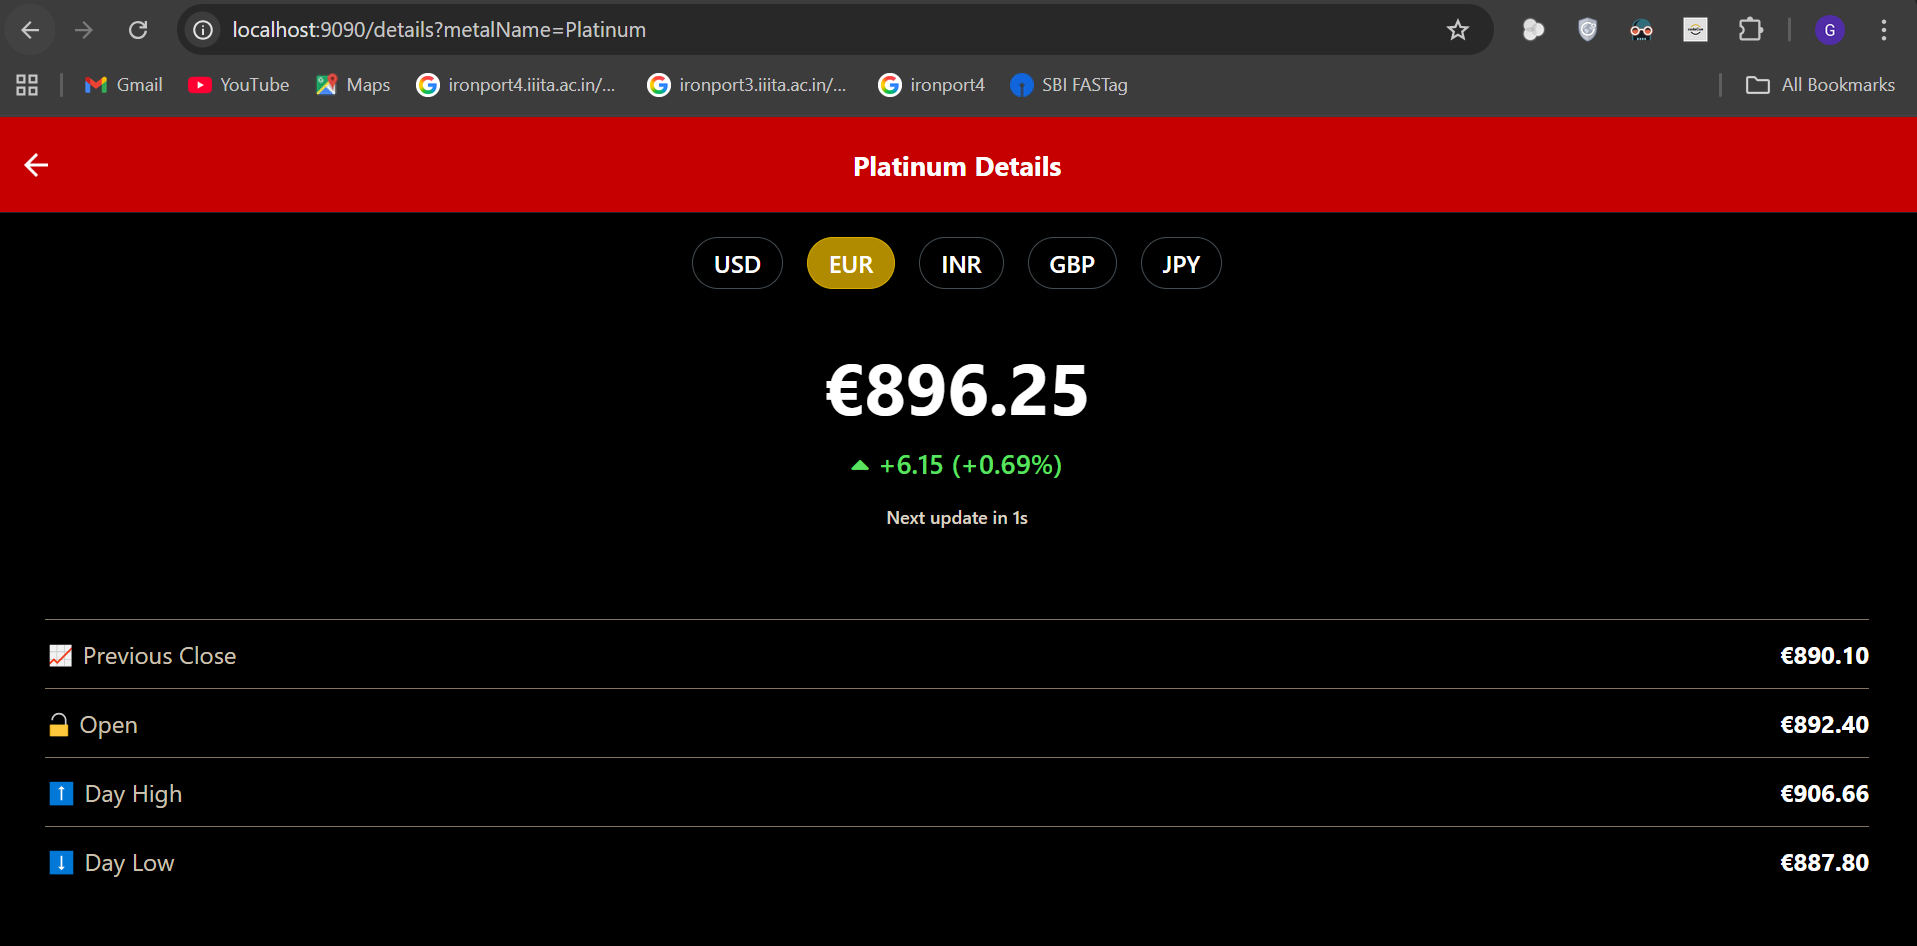 localhost:9090/details?metalName=Platinum
G
Gmail YouTube Maps ironport4.iiita.ac.in/... ironport3.iiita.ac.in/... ironport4 SBI FASTag All Bookmarks
Platinum Details
USD EUR INR GBP JPY
€896.25
+6.15 (+0.69%)
Next update in 1s
Previous Close €890.10
Open €892.40
Day High €906.66
Day Low €887.80